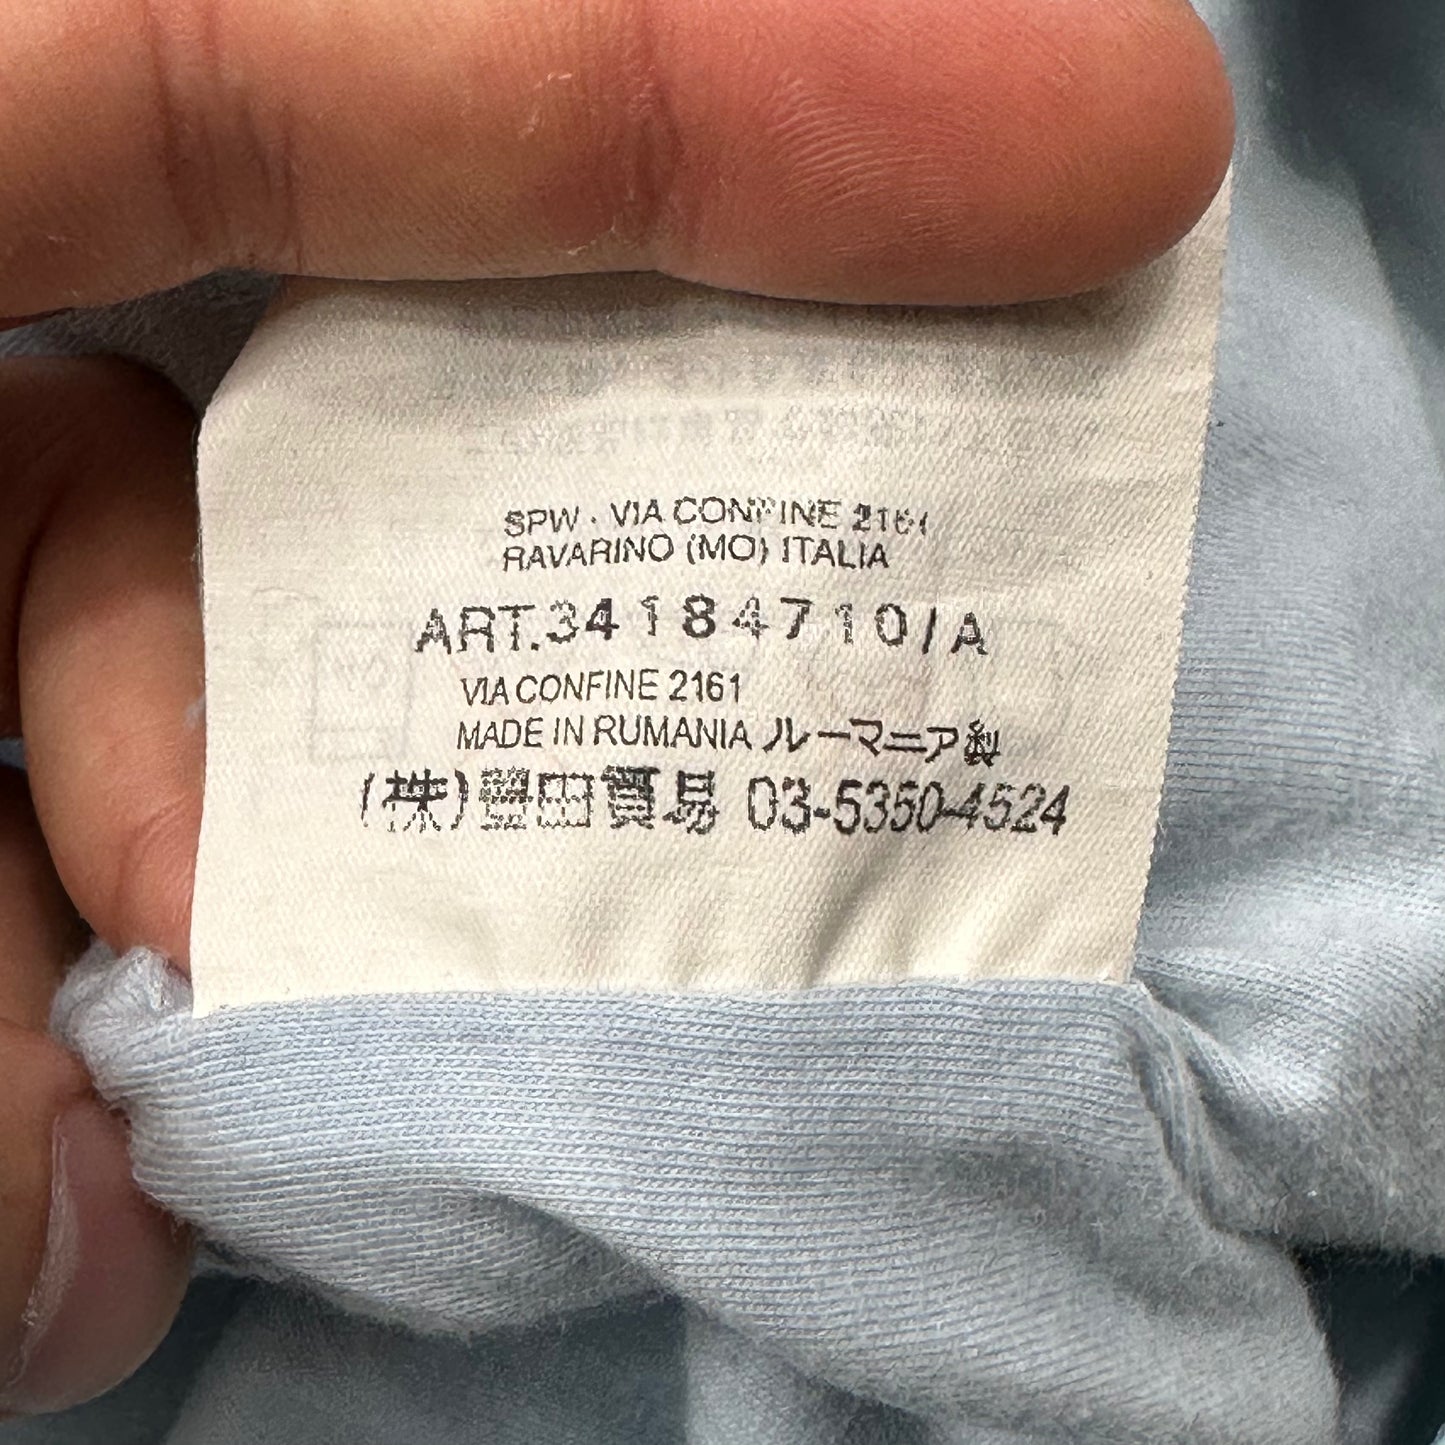 SPW · VIA CONFINE 2161
RAVARINO (MO) ITALIA
ART.34184710/A
VIA CONFINE 2161
MADE IN RUMANIA ルーマニア製
(株)豊田貿易 03-5350-4524